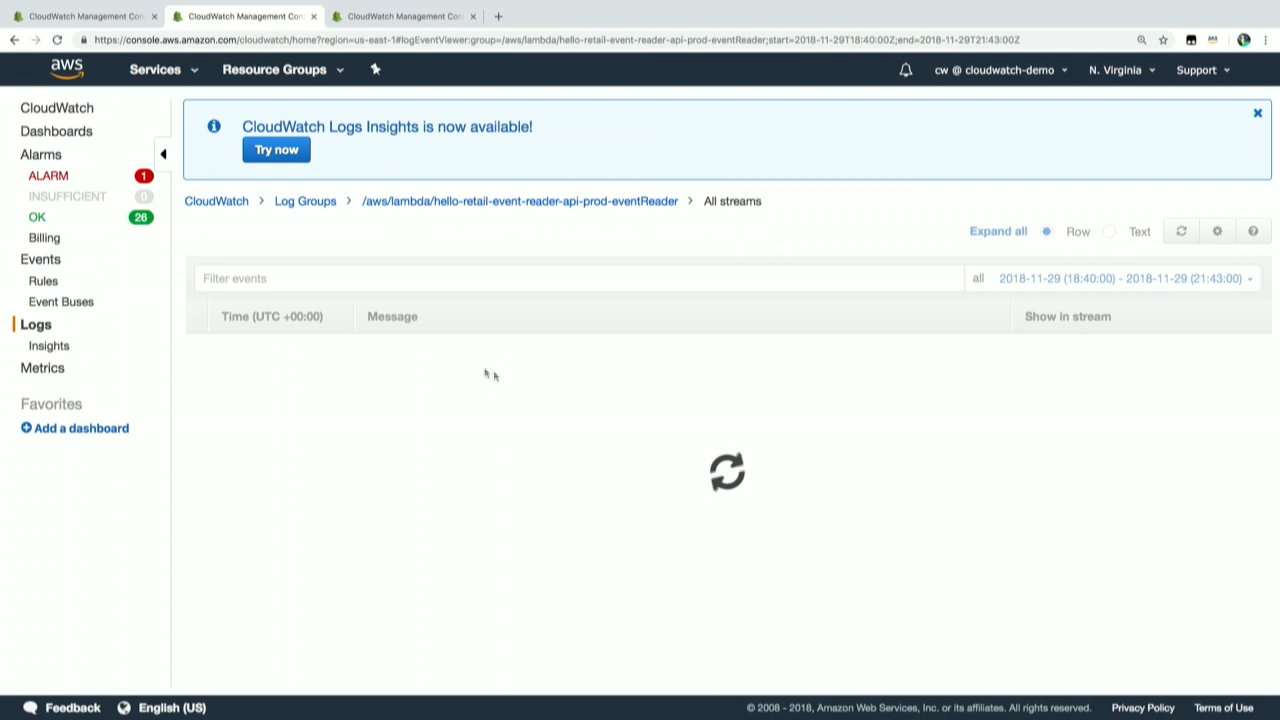 CloudWatch Management Con
CloudWatch Management Con
CloudWatch Management Con
https://console.aws.amazon.com/cloudwatch/home?region=us-east-1#logEventViewer:group=/aws/lambda/hello-retail-event-reader-api-prod-eventReader;start=2018-11-29T18:40:00Z;end=2018-11-29T21:43:00Z
aws Services Resource Groups cw @ cloudwatch-demo N. Virginia Support
CloudWatch
Dashboards
Alarms
ALARM 1
INSUFFICIENT 0
OK 26
Billing
Events
Rules
Event Buses
Logs
Insights
Metrics
Favorites
Add a dashboard
CloudWatch Logs Insights is now available!
Try now
CloudWatch > Log Groups > /aws/lambda/hello-retail-event-reader-api-prod-eventReader > All streams
Expand all Row Text
Filter events all 2018-11-29 (18:40:00) - 2018-11-29 (21:43:00)
Time (UTC +00:00) Message Show in stream
Feedback English (US) © 2008 - 2018, Amazon Web Services, Inc. or its affiliates. All rights reserved. Privacy Policy Terms of Use